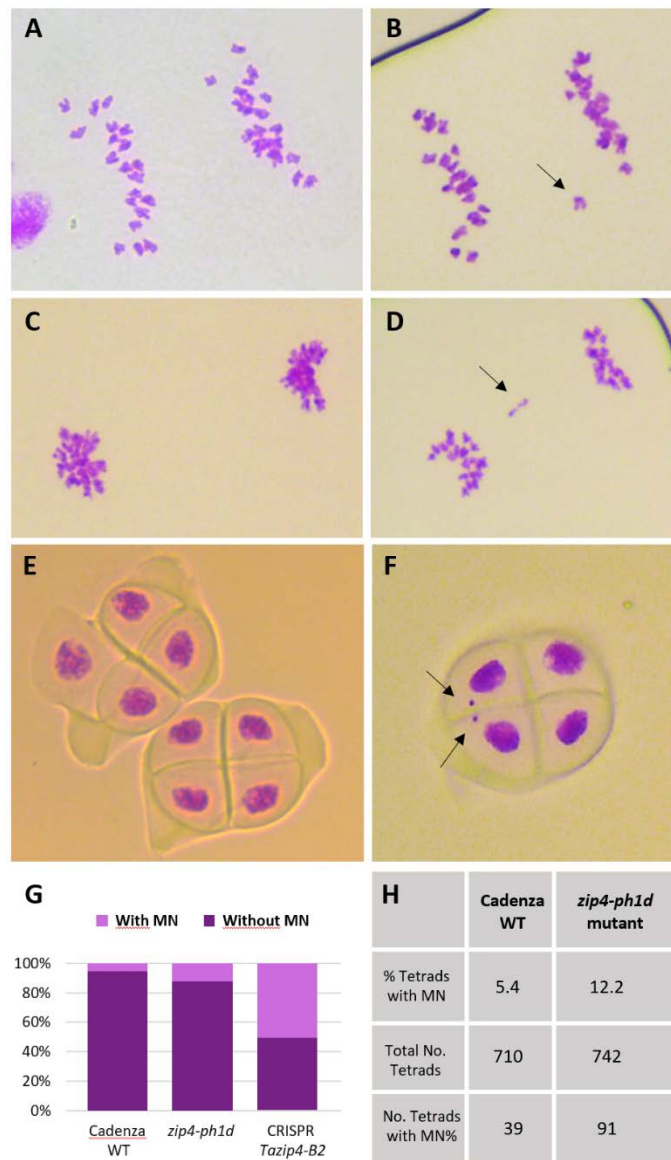 A
B
C
D
E
F
G
With MN Without MN
100%
80%
60%
40%
20%
0%
Cadenza
WT
zip4-ph1d
CRISPR
Tazip4-B2
H
Cadenza
WT
zip4-ph1d
mutant
% Tetrads
with MN
5.4
12.2
Total No.
Tetrads
710
742
No. Tetrads
with MN%
39
91